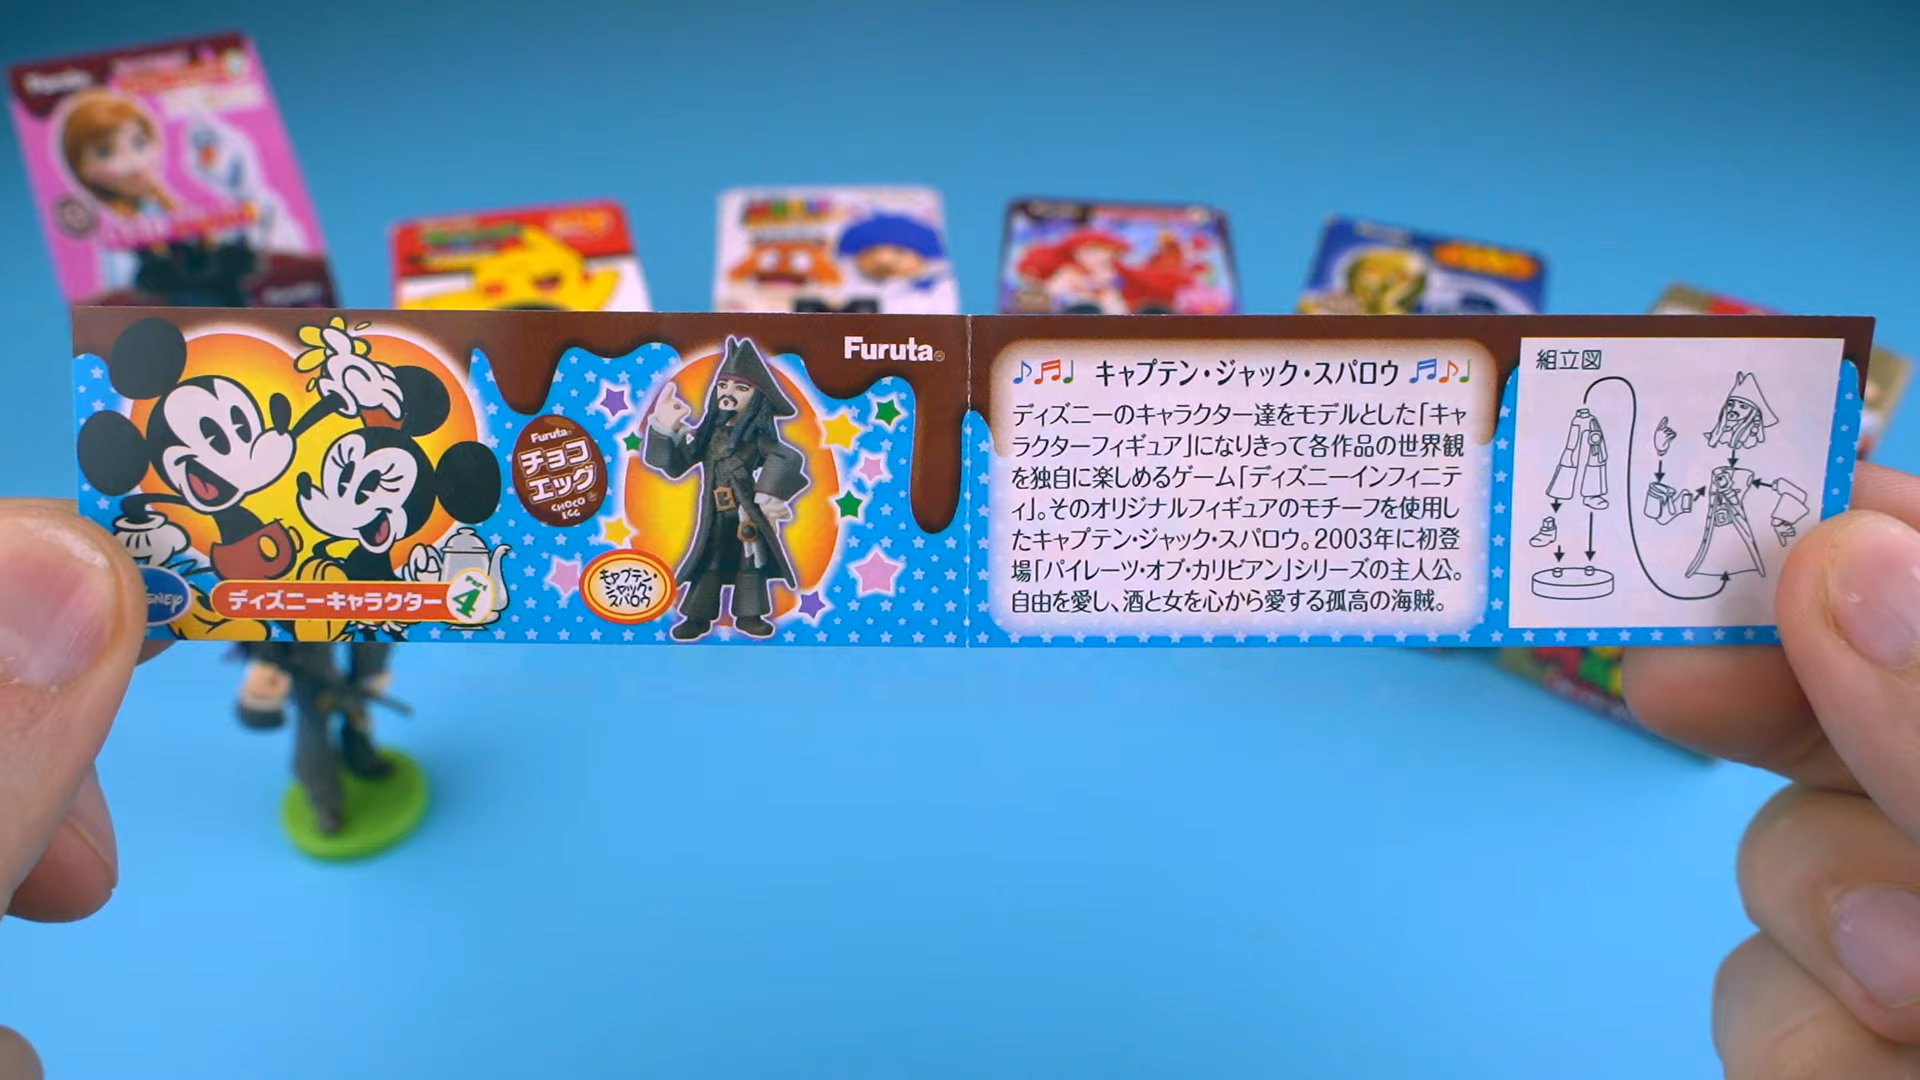 Furuta
Furuta
チョコ
エッグ
CHOCO
EGG
キャプテン・
ジャック・
スパロウ
ディズニーキャラクター
PART
4
♪♬♩ キャプテン・ジャック・スパロウ ♬♪♩
ディズニーのキャラクター達をモデルとした「キャ
ラクターフィギュア」になりきって各作品の世界観
を独自に楽しめるゲーム「ディズニーインフィニテ
ィ」。そのオリジナルフィギュアのモチーフを使用し
たキャプテン・ジャック・スパロウ。2003年に初登
場「パイレーツ・オブ・カリビアン」シリーズの主人公。
自由を愛し、酒と女を心から愛する孤高の海賊。
組立図